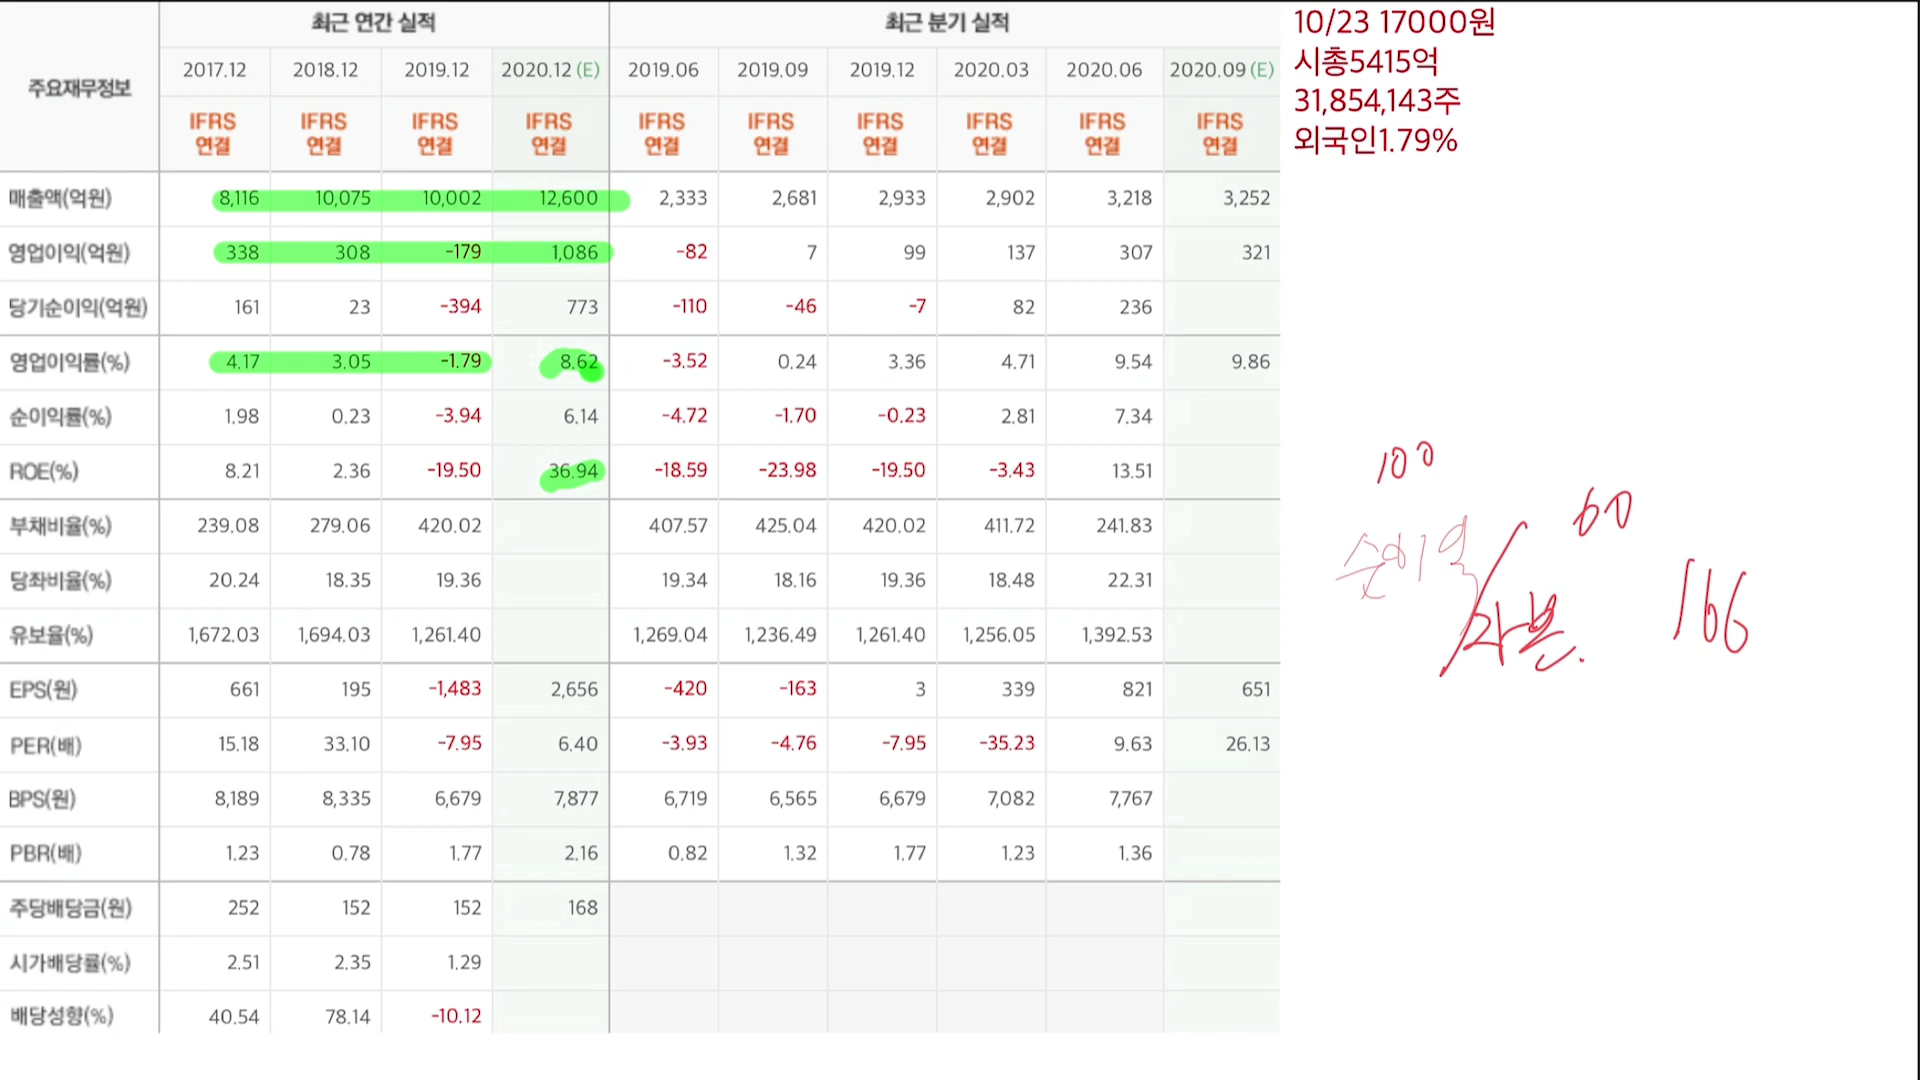 최근 연간 실적 최근 분기 실적
주요재무정보 2017.12 2018.12 2019.12 2020.12 (E) 2019.06 2019.09 2019.12 2020.03 2020.06 2020.09 (E)
IFRS IFRS IFRS IFRS IFRS IFRS IFRS IFRS IFRS IFRS
연결 연결 연결 연결 연결 연결 연결 연결 연결 연결
매출액(억원) 8,116 10,075 10,002 12,600 2,333 2,681 2,933 2,902 3,218 3,252
영업이익(억원) 338 308 -179 1,086 -82 7 99 137 307 321
당기순이익(억원) 161 23 -394 773 -110 -46 -7 82 236
영업이익률(%) 4.17 3.05 -1.79 8.62 -3.52 0.24 3.36 4.71 9.54 9.86
순이익률(%) 1.98 0.23 -3.94 6.14 -4.72 -1.70 -0.23 2.81 7.34
ROE(%) 8.21 2.36 -19.50 36.94 -18.59 -23.98 -19.50 -3.43 13.51
부채비율(%) 239.08 279.06 420.02 407.57 425.04 420.02 411.72 241.83
당좌비율(%) 20.24 18.35 19.36 19.34 18.16 19.36 18.48 22.31
유보율(%) 1,672.03 1,694.03 1,261.40 1,269.04 1,236.49 1,261.40 1,256.05 1,392.53
EPS(원) 661 195 -1,483 2,656 -420 -163 3 339 821 651
PER(배) 15.18 33.10 -7.95 6.40 -3.93 -4.76 -7.95 -35.23 9.63 26.13
BPS(원) 8,189 8,335 6,679 7,877 6,719 6,565 6,679 7,082 7,767
PBR(배) 1.23 0.78 1.77 2.16 0.82 1.32 1.77 1.23 1.36
주당배당금(원) 252 152 152 168
시가배당률(%) 2.51 2.35 1.29
배당성향(%) 40.54 78.14 -10.12
10/23 17000원
시총5415억
31,854,143주
외국인1.79%
100
60
순이익/자본.
166